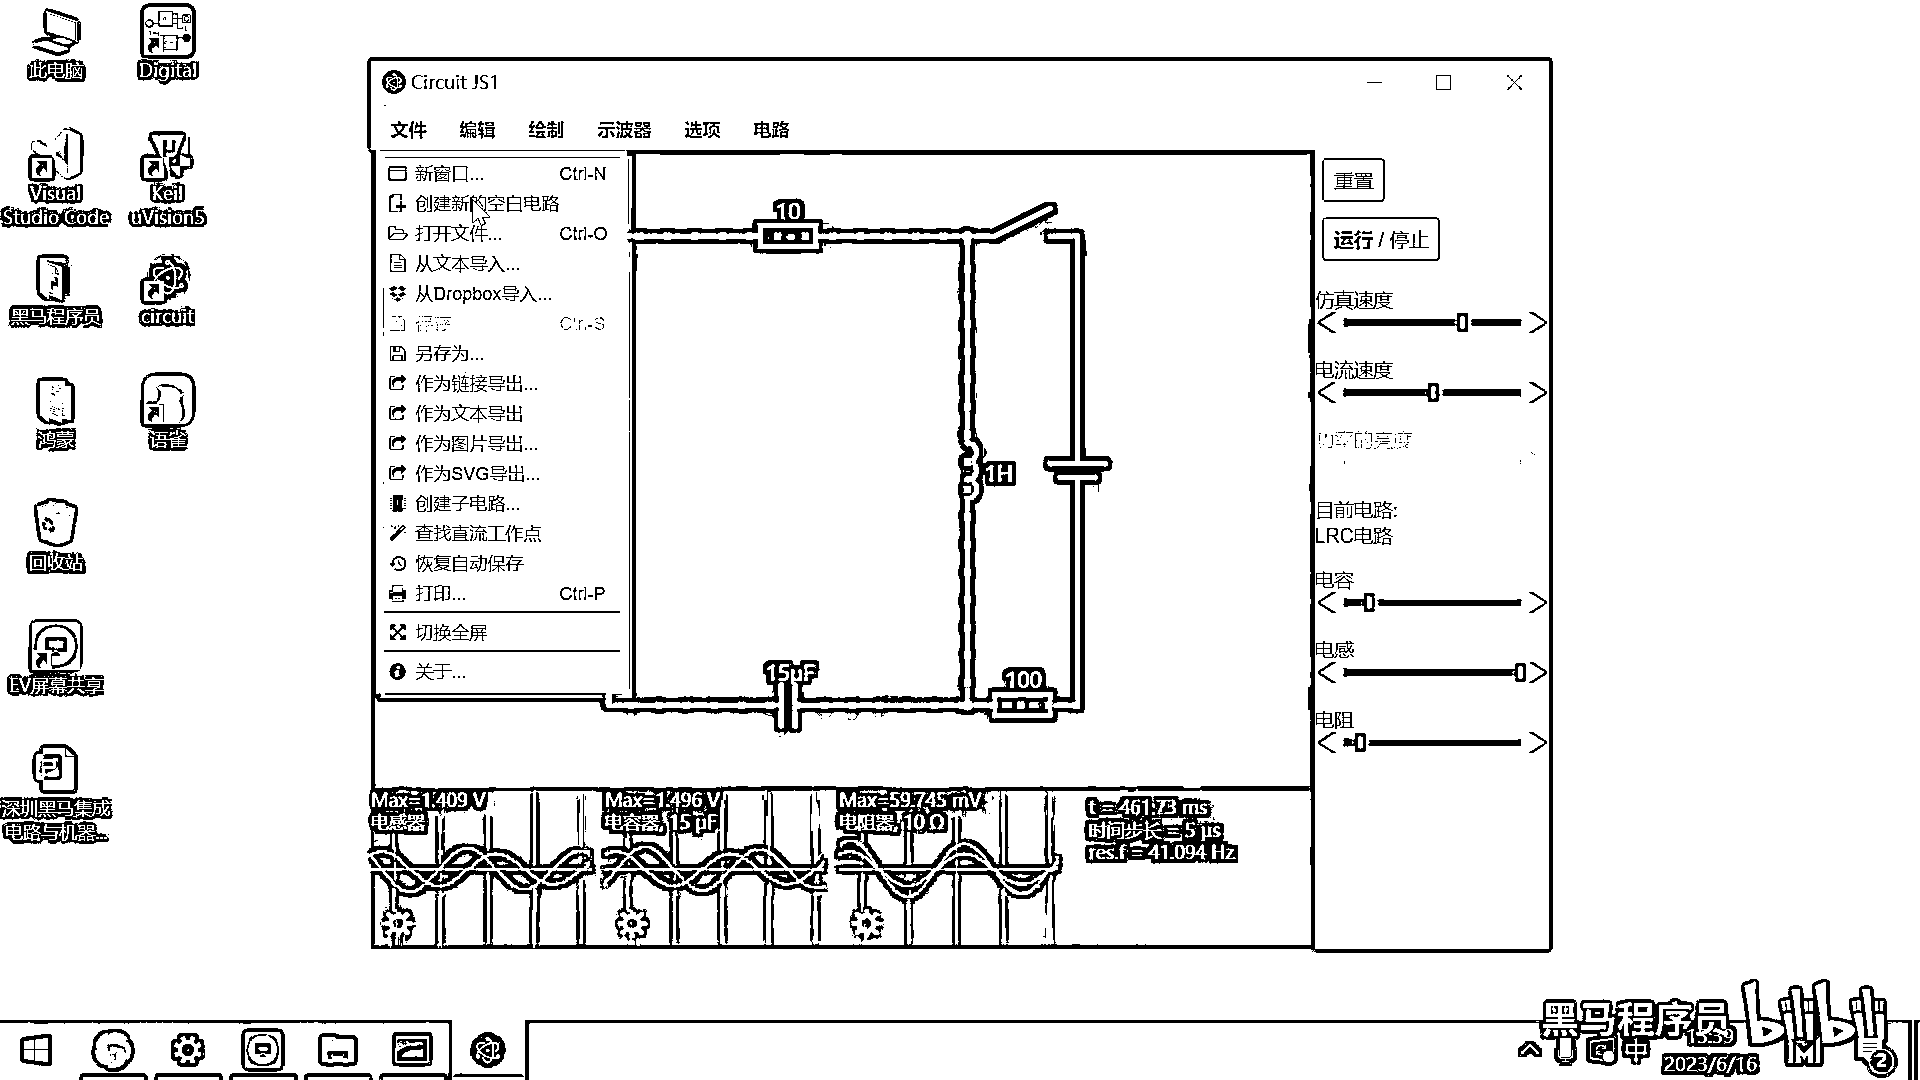 此电脑
Digital
Visual Studio Code
Keil uVision5
黑马程序员
circuit
鸿蒙
语雀
回收站
EV屏幕共享
深圳黑马集成
电路与机器...
Circuit JS1
文件 编辑 绘制 示波器 选项 电路
新窗口... Ctrl-N
创建新的空白电路
打开文件... Ctrl-O
从文本导入...
从Dropbox导入...
保存 Ctrl-S
另存为...
作为链接导出...
作为文本导出
作为图片导出...
作为SVG导出...
创建子电路...
查找直流工作点
恢复自动保存
打印... Ctrl-P
切换全屏
关于...
10
1H
15μF
100
重置
运行 / 停止
仿真速度
电流速度
功率的亮度
目前电路:
LRC电路
电容
电感
电阻
Max=1.409 V
电感器
Max=1.496 V
电容器, 15 μF
Max=59.745 mV
电阻器, 10 Ω
t = 461.73 ms
时间步长 = 5 μs
res.f = 41.094 Hz
黑马程序员
bilibili
中
15:59
2023/6/16
2